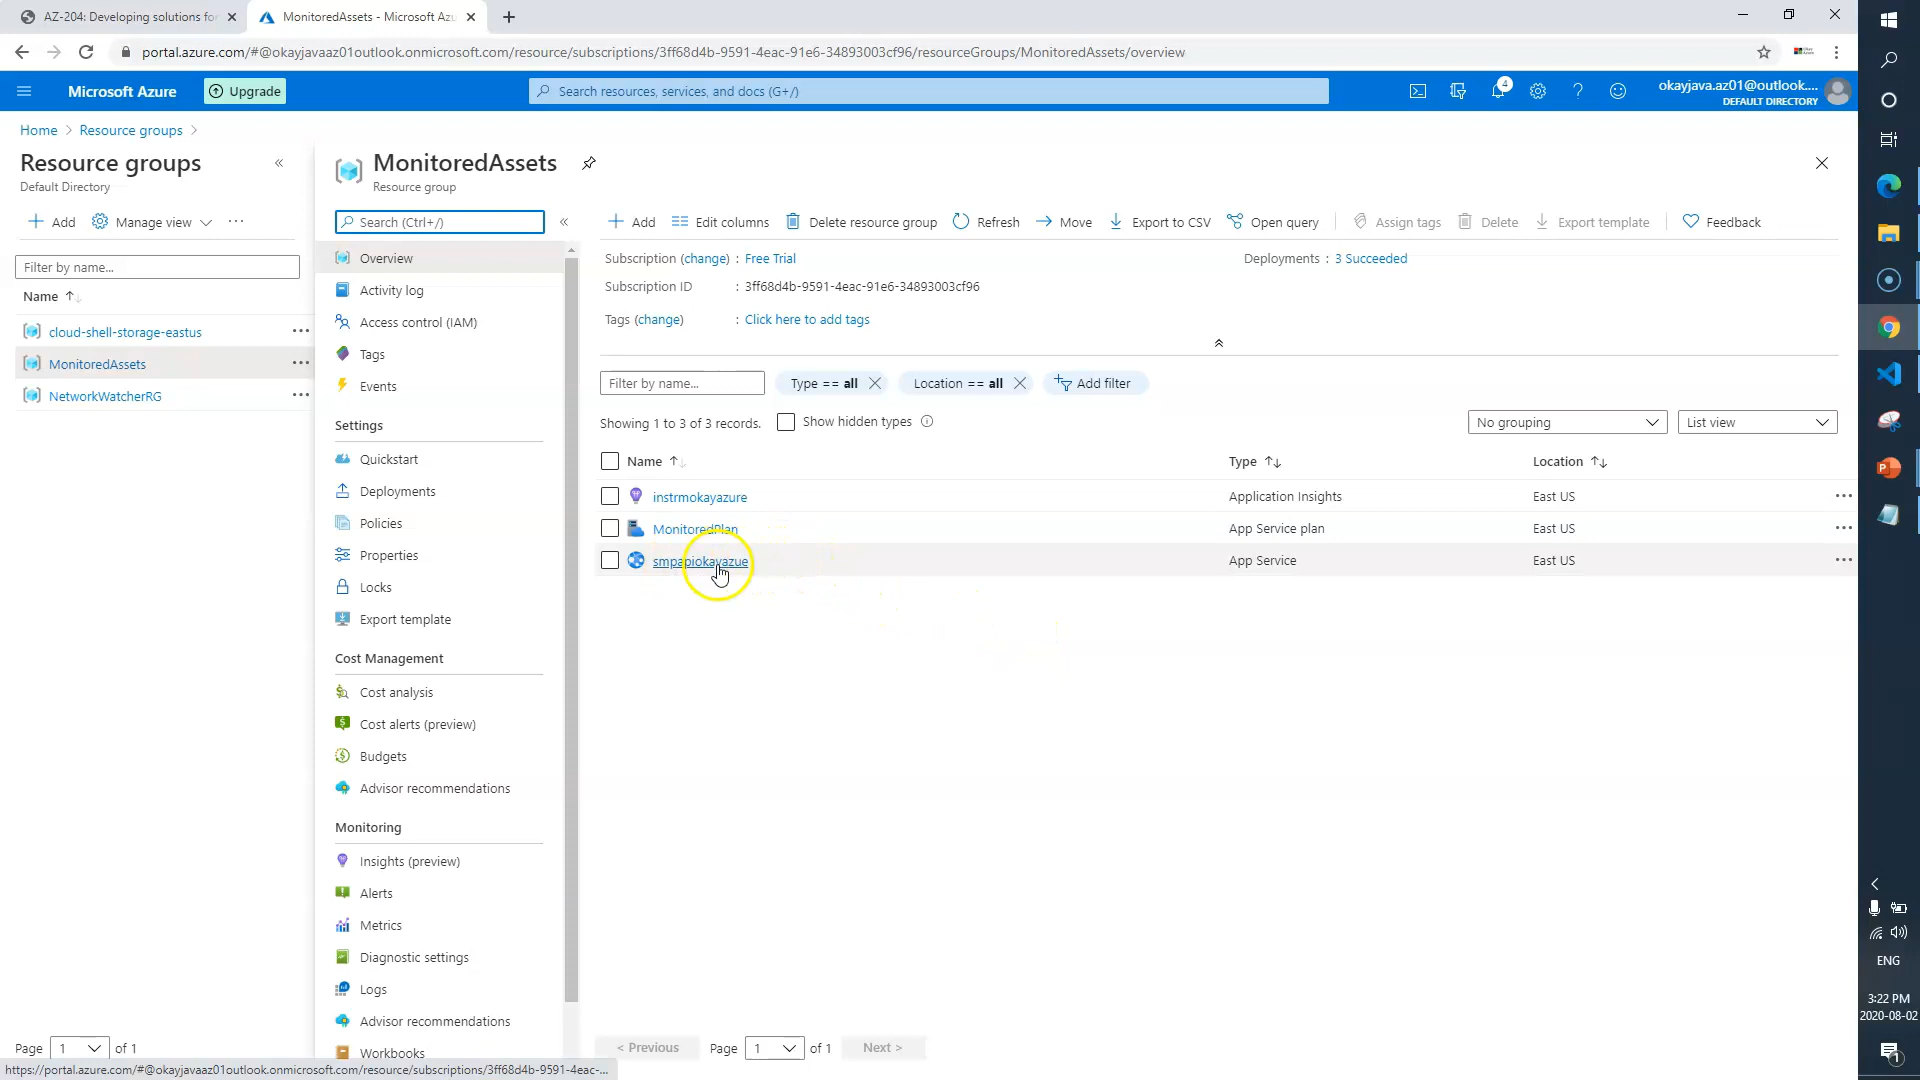 AZ-204: Developing solutions for
MonitoredAssets - Microsoft Azu
portal.azure.com/#@okayjavaaz01outlook.onmicrosoft.com/resource/subscriptions/3ff68d4b-9591-4eac-91e6-34893003cf96/resourceGroups/MonitoredAssets/overview
Microsoft Azure
Upgrade
Search resources, services, and docs (G+/)
4
okayjava.az01@outlook....
DEFAULT DIRECTORY
Home > Resource groups >
Resource groups
Default Directory
Add
Manage view
Filter by name...
Name
cloud-shell-storage-eastus
MonitoredAssets
NetworkWatcherRG
Page 1 of 1
MonitoredAssets
Resource group
Search (Ctrl+/)
Overview
Activity log
Access control (IAM)
Tags
Events
Settings
Quickstart
Deployments
Policies
Properties
Locks
Export template
Cost Management
Cost analysis
Cost alerts (preview)
Budgets
Advisor recommendations
Monitoring
Insights (preview)
Alerts
Metrics
Diagnostic settings
Logs
Advisor recommendations
Workbooks
Add
Edit columns
Delete resource group
Refresh
Move
Export to CSV
Open query
Assign tags
Delete
Export template
Feedback
Subscription (change) : Free Trial
Deployments : 3 Succeeded
Subscription ID : 3ff68d4b-9591-4eac-91e6-34893003cf96
Tags (change) : Click here to add tags
Filter by name...
Type == all
Location == all
Add filter
Showing 1 to 3 of 3 records.
Show hidden types
No grouping
List view
Name Type Location
instrmokayazure Application Insights East US
MonitoredPlan App Service plan East US
smpapiokayazue App Service East US
< Previous Page 1 of 1 Next >
https://portal.azure.com/#@okayjavaaz01outlook.onmicrosoft.com/resource/subscriptions/3ff68d4b-9591-4eac-...
ENG
3:22 PM
2020-08-02
1